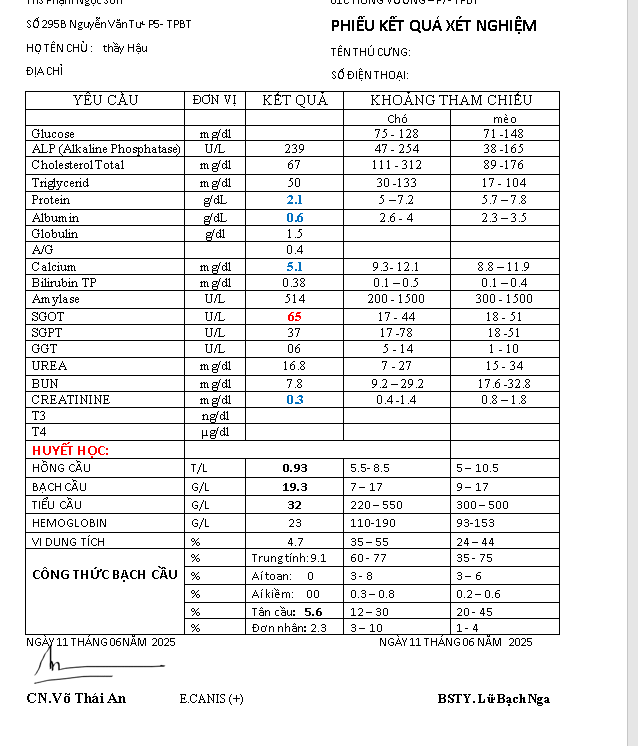 ThS Phạm Ngọc Sơn
01C HÙNG VƯƠNG – P7- TPBT
SỐ 295B Nguyễn Văn Tư- P5- TPBT
PHIẾU KẾT QUẢ XÉT NGHIỆM
HỌ TÊN CHỦ : thầy Hậu
TÊN THÚ CƯNG:
ĐỊA CHỈ
SỐ ĐIỆN THOẠI:
YÊU CẦU ĐƠN VỊ KẾT QUẢ KHOẢNG THAM CHIẾU
Chó mèo
Glucose mg/dl 75 - 128 71 -148
ALP (Alkaline Phosphatase) U/L 239 47 - 254 38 -165
Cholesterol Total mg/dl 67 111 - 312 89 -176
Triglycerid mg/dl 50 30 -133 17 - 104
Protein g/dL 2.1 5 – 7.2 5.7 – 7.8
Albumin g/dL 0.6 2.6 - 4 2.3 – 3.5
Globulin g/dl 1.5
A/G 0.4
Calcium mg/dl 5.1 9.3- 12.1 8.8 – 11.9
Bilirubin TP mg/dl 0.38 0.1 – 0.5 0.1 – 0.4
Amylase U/L 514 200 - 1500 300 - 1500
SGOT U/L 65 17 - 44 18 - 51
SGPT U/L 37 17 -78 18 -51
GGT U/L 06 5 - 14 1 - 10
UREA mg/dl 16.8 7 - 27 15 - 34
BUN mg/dl 7.8 9.2 – 29.2 17.6 -32.8
CREATININE mg/dl 0.3 0.4 -1.4 0.8 – 1.8
T3 ng/dl
T4 µg/dl
HUYẾT HỌC:
HỒNG CẦU T/L 0.93 5.5- 8.5 5 – 10.5
BẠCH CẦU G/L 19.3 7 – 17 9 – 17
TIỂU CẦU G/L 32 220 – 550 300 – 500
HEMOGLOBIN G/L 23 110-190 93-153
VI DUNG TÍCH % 4.7 35 – 55 24 – 44
% Trung tính: 9.1 60 - 77 35 - 75
CÔNG THỨC BẠCH CẦU % Ái toan: 0 3 - 8 3 – 6
% Ái kiềm: 00 0.3 – 0.8 0.2 – 0.6
% Tân cầu: 5.6 12 – 30 20 - 45
% Đơn nhân: 2.3 3 – 10 1 - 4
NGÀY 11 THÁNG 06 NĂM 2025 NGÀY 11 THÁNG 06 NĂM 2025
CN.Võ Thái An E.CANIS (+) BSTY. Lữ Bạch Nga